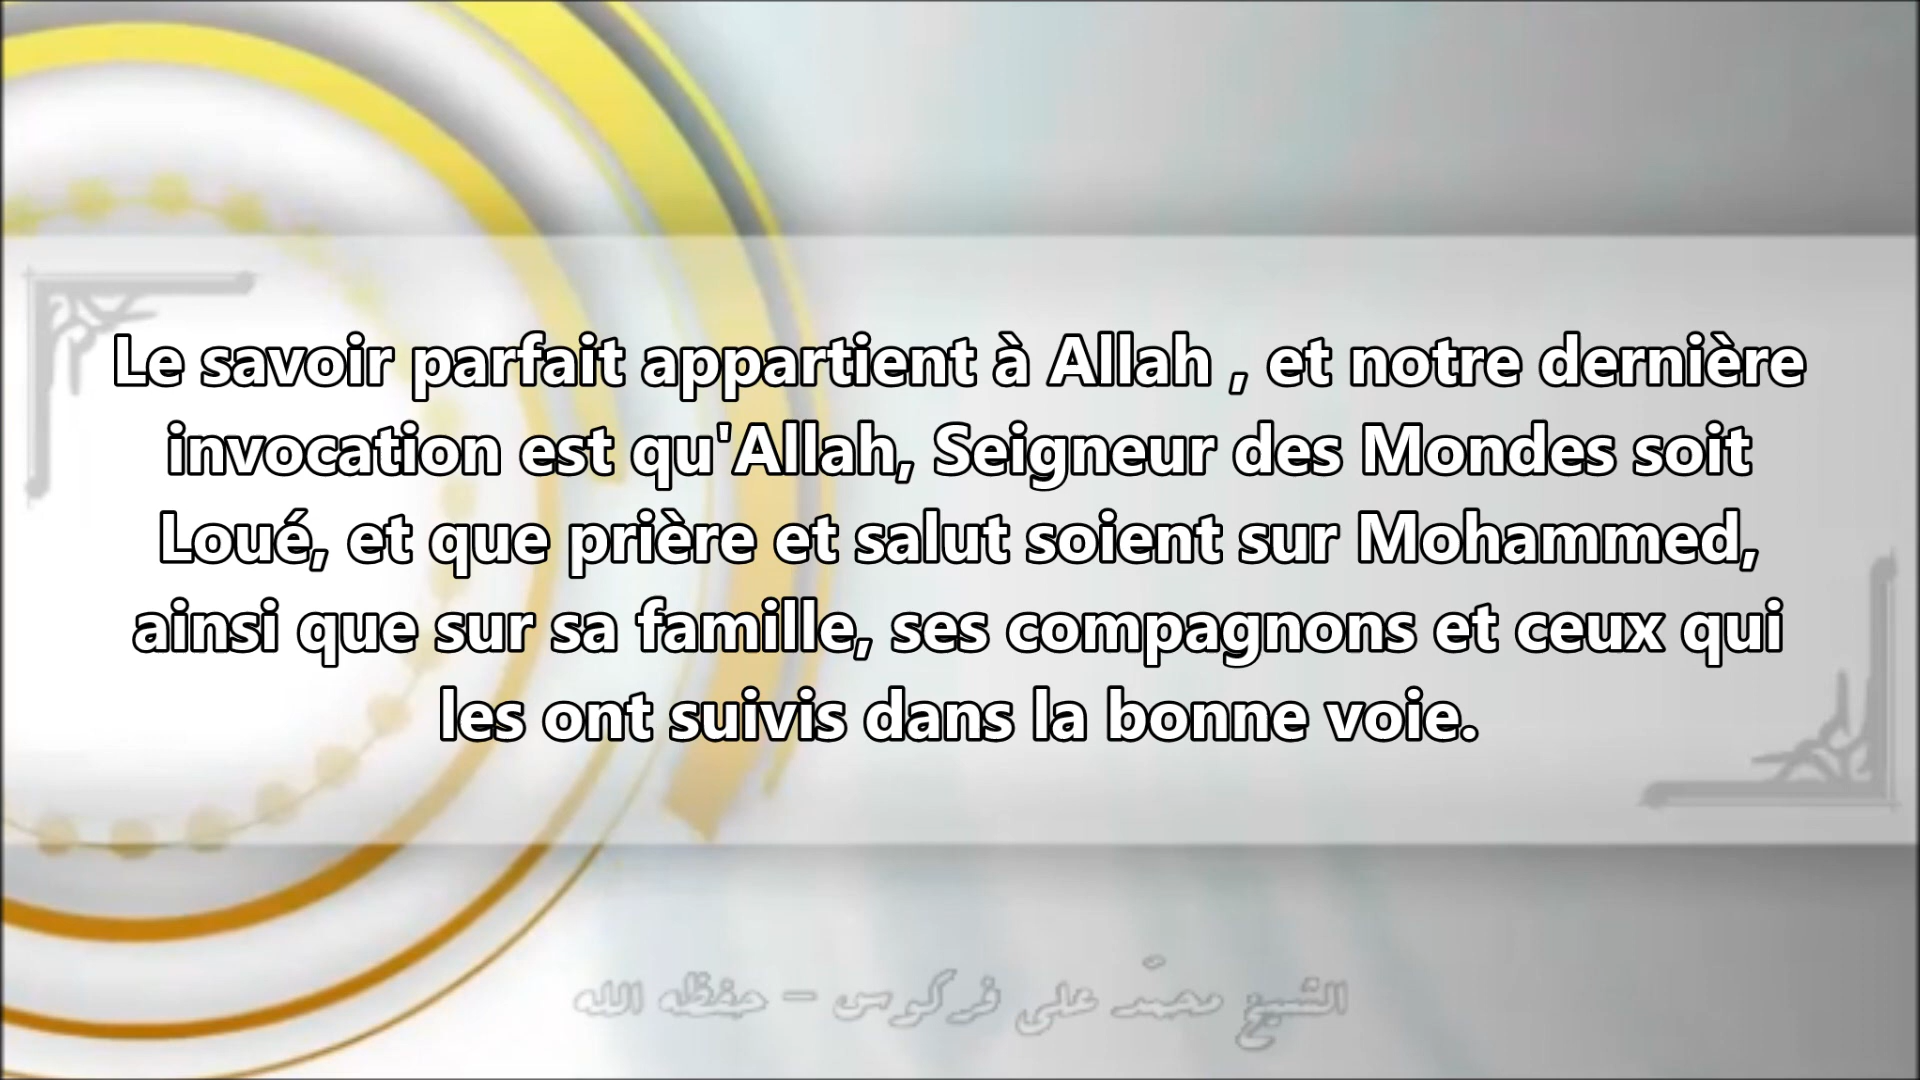 Le savoir parfait appartient à Allah , et notre dernière
invocation est qu'Allah, Seigneur des Mondes soit
Loué, et que prière et salut soient sur Mohammed,
ainsi que sur sa famille, ses compagnons et ceux qui
les ont suivis dans la bonne voie.
الشيخ محمّد علي فركوس - حفظه الله